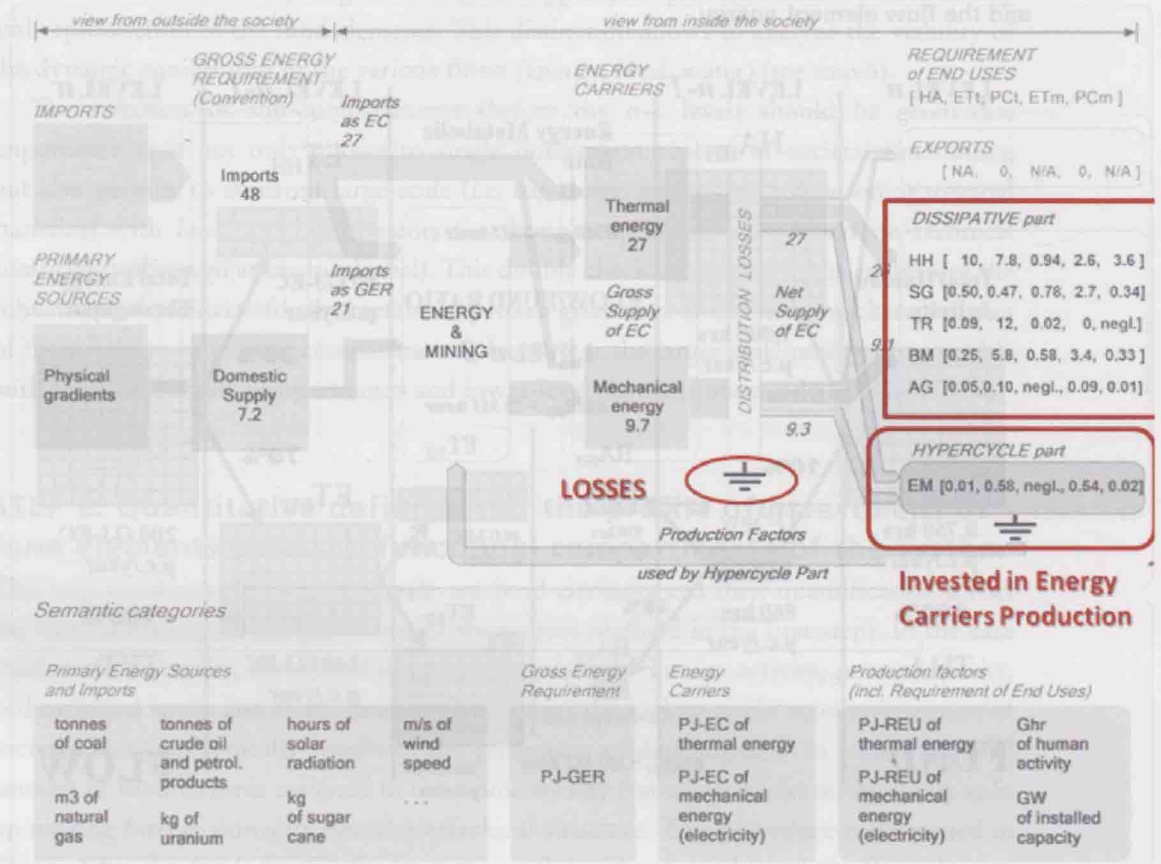 view from outside the society
view from inside the society
GROSS ENERGY
REQUIREMENT
(Convention)
IMPORTS
Imports
as EC
27
ENERGY
CARRIERS
REQUIREMENT
of END USES
[ HA, ETt, PCt, ETm, PCm ]
EXPORTS
[ NA, 0, N/A, 0, N/A ]
Imports
48
Thermal
energy
27
DISTRIBUTION LOSSES
27
26
DISSIPATIVE part
HH [ 10, 7.8, 0.94, 2.6, 3.6 ]
SG [0.50, 0.47, 0.78, 2.7, 0.34]
TR [0.09, 12, 0.02, 0, negl.]
BM [0.25, 5.8, 0.58, 3.4, 0.33 ]
AG [0.05,0.10, negl., 0.09, 0.01]
PRIMARY
ENERGY
SOURCES
Imports
as GER
21
ENERGY
&
MINING
Gross
Supply
of EC
Net
Supply
of EC
9.1
Physical
gradients
Domestic
Supply
7.2
Mechanical
energy
9.7
9.3
HYPERCYCLE part
EM [0.01, 0.58, negl., 0.54, 0.02]
LOSSES
Production Factors
used by Hypercycle Part
Invested in Energy
Carriers Production
Semantic categories
Primary Energy Sources
and Imports
Gross Energy
Requirement
Energy
Carriers
Production factors
(incl. Requirement of End Uses)
tonnes
of coal
tonnes of
crude oil
and petrol.
products
hours of
solar
radiation
m/s of
wind
speed
m3 of
natural
gas
kg of
uranium
kg
of sugar
cane
. . .
PJ-GER
PJ-EC of
thermal energy
PJ-EC of
mechanical
energy
(electricity)
PJ-REU of
thermal energy
PJ-REU of
mechanical
energy
(electricity)
Ghr
of human
activity
GW
of installed
capacity